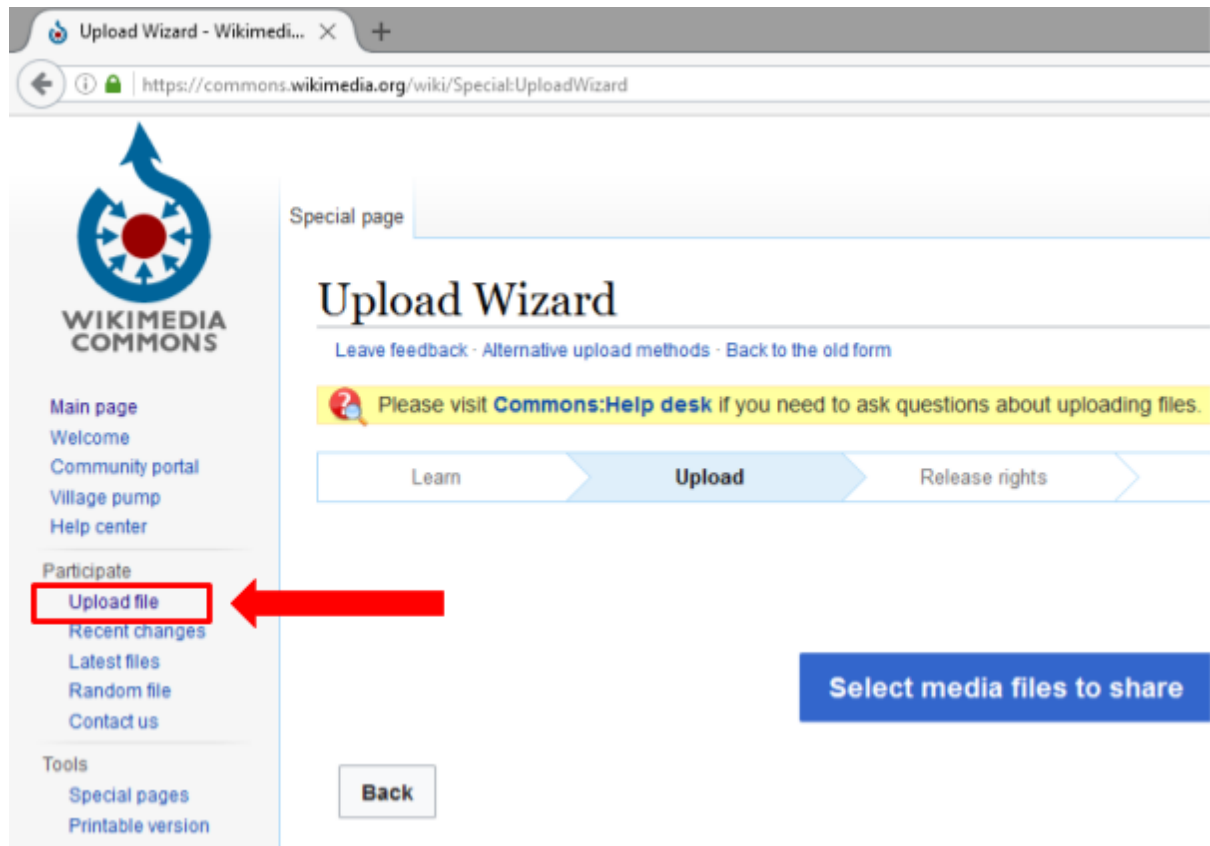 Upload Wizard - Wikimedi...
https://commons.wikimedia.org/wiki/Special:UploadWizard
WIKIMEDIA
COMMONS
Main page
Welcome
Community portal
Village pump
Help center
Participate
Upload file
Recent changes
Latest files
Random file
Contact us
Tools
Special pages
Printable version
Special page
Upload Wizard
Leave feedback · Alternative upload methods · Back to the old form
Please visit Commons:Help desk if you need to ask questions about uploading files.
Learn Upload Release rights
Select media files to share
Back